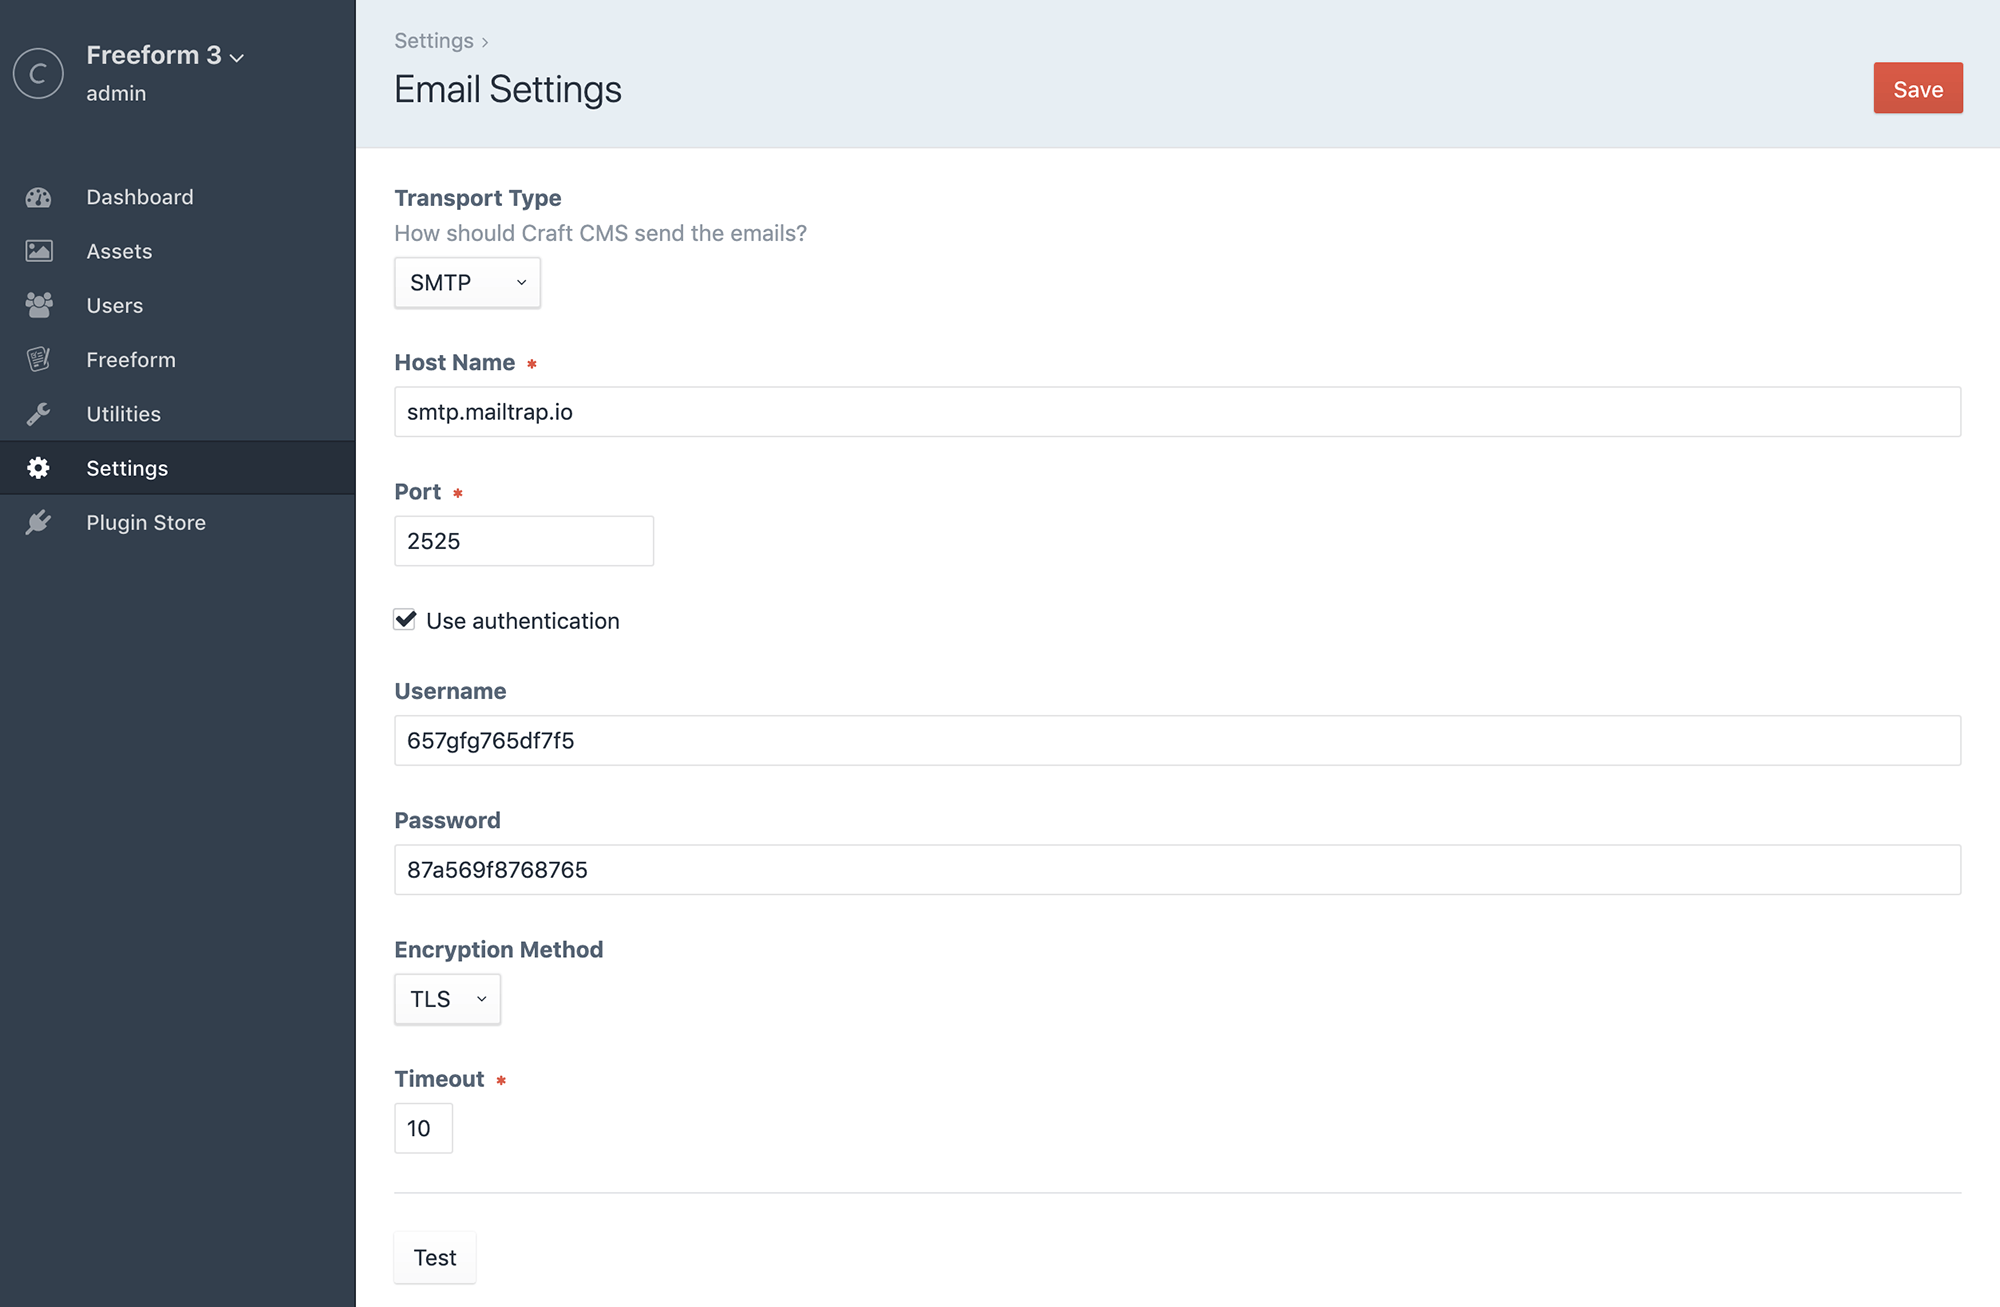 C
Freeform 3
admin
Dashboard
Assets
Users
Freeform
Utilities
Settings
Plugin Store
Settings ›
Email Settings
Save
Transport Type
How should Craft CMS send the emails?
SMTP
Host Name *
smtp.mailtrap.io
Port *
2525
Use authentication
Username
657gfg765df7f5
Password
87a569f8768765
Encryption Method
TLS
Timeout *
10
Test